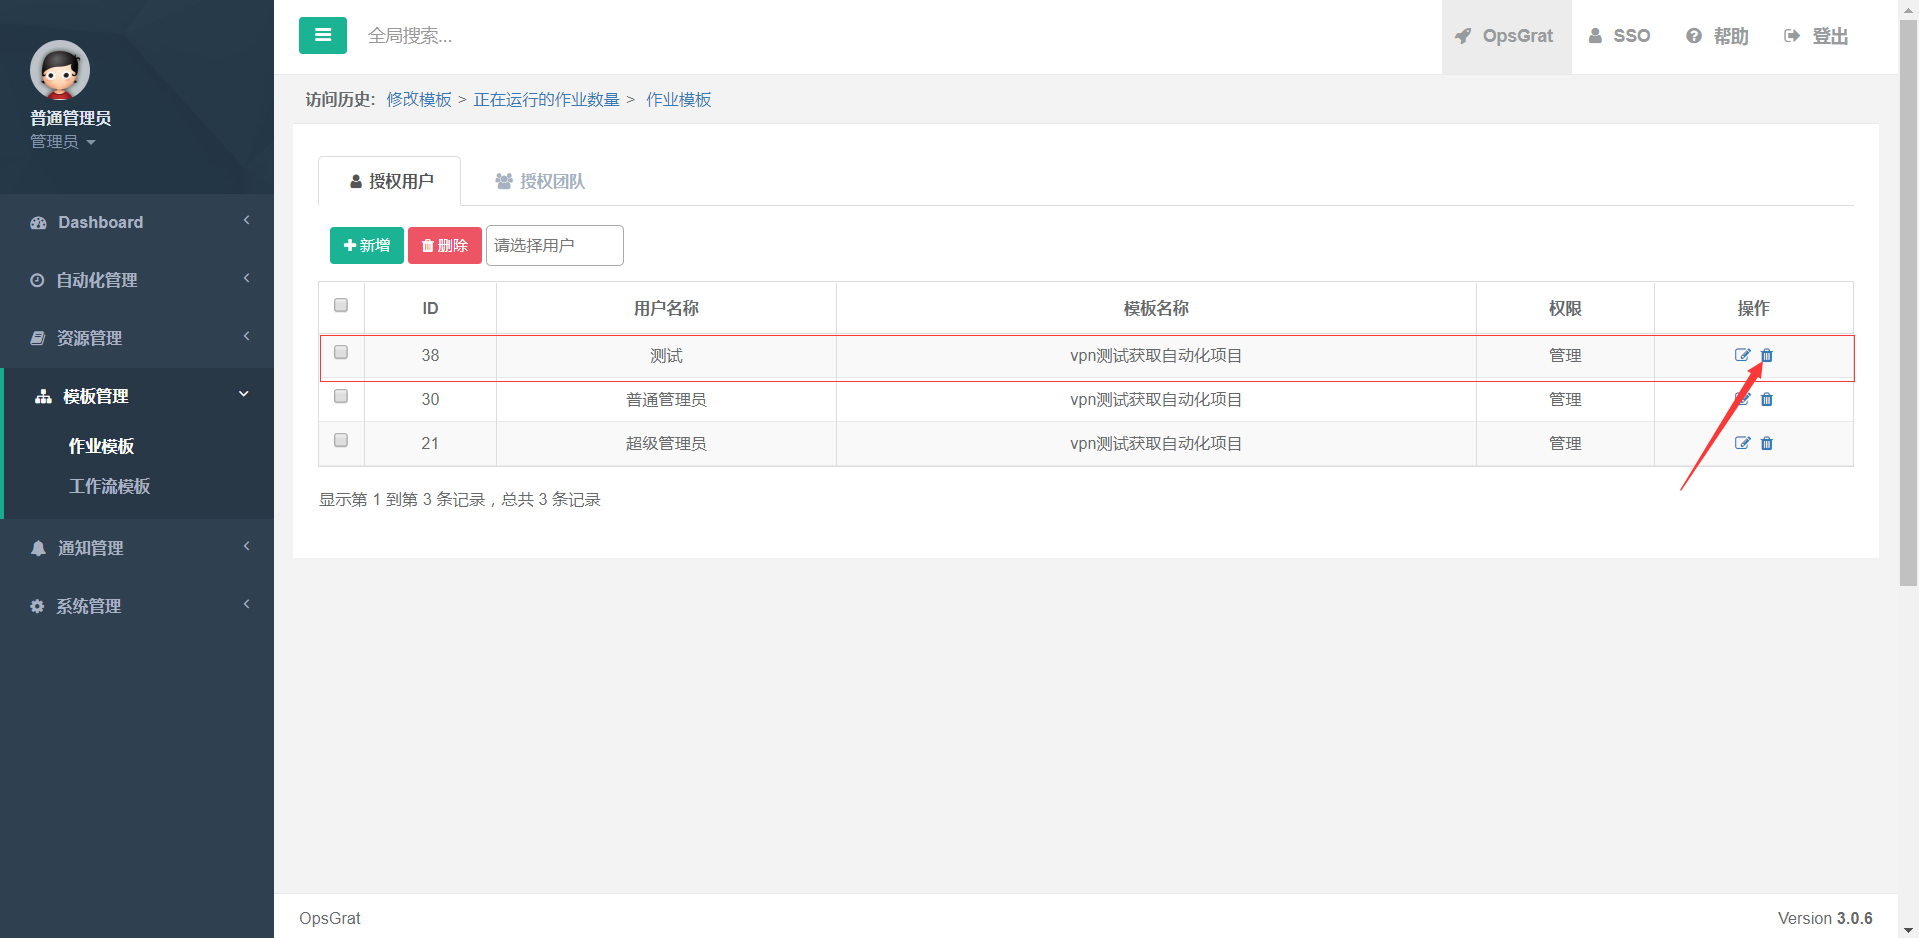 普通管理员
管理员
Dashboard
自动化管理
资源管理
模板管理
作业模板
工作流模板
通知管理
系统管理
全局搜索...
OpsGrat
SSO
帮助
登出
访问历史: 修改模板 > 正在运行的作业数量 > 作业模板
授权用户
授权团队
新增
删除
请选择用户
ID 用户名称 模板名称 权限 操作
38 测试 vpn测试获取自动化项目 管理
30 普通管理员 vpn测试获取自动化项目 管理
21 超级管理员 vpn测试获取自动化项目 管理
显示第 1 到第 3 条记录，总共 3 条记录
OpsGrat
Version 3.0.6